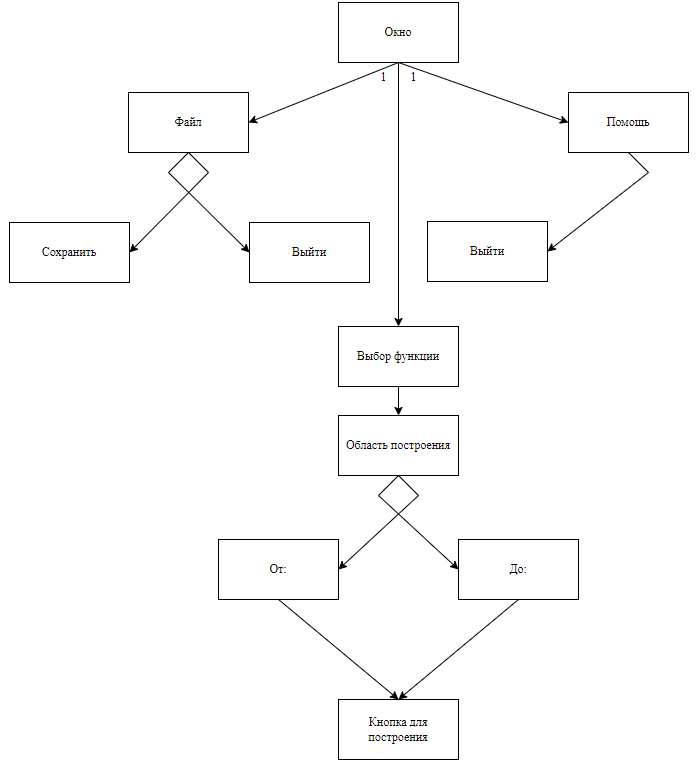 Окно
1 1
Файл
Помощь
Сохранить
Выйти
Выйти
Выбор функции
Область построения
От:
До:
Кнопка для
построения